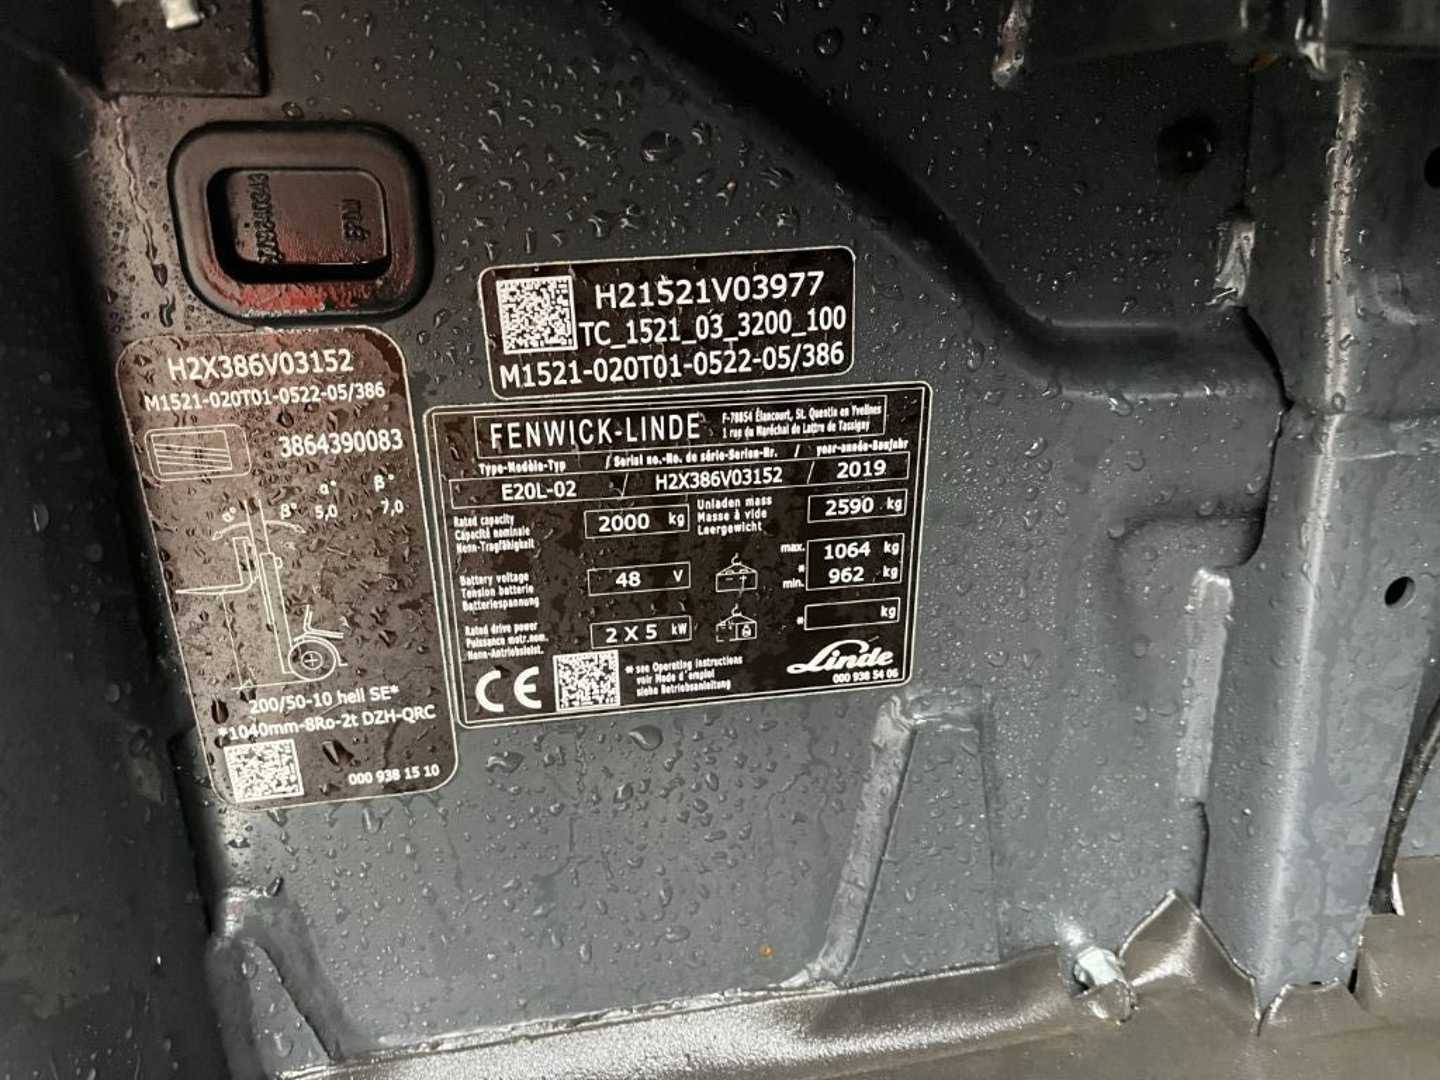 H21521V03977
TC_1521_03_3200_100
M1521-020T01-0522-05/386
H2X386V03152
M1521-020T01-0522-05/386
3864390083
α° β°
5,0 7,0
α° β°
200/50-10 hell SE*
*1040mm-8Ro-2t DZH-QRC
000 938 15 10
FENWICK-LINDE
F-78854 Élancourt, St. Quentin en Yvelines
1 rue du Maréchal de Lattre de Tassigny
Type-Modèle-Typ / Serial no.-No. de série-Serien-Nr. / year-année-Baujahr
E20L-02 / H2X386V03152 / 2019
Rated capacity
Capacité nominale
Nenn-Tragfähigkeit
2000 kg
Unladen mass
Masse à vide
Leergewicht
2590 kg
Battery voltage
Tension batterie
Batteriespannung
48 V
max. 1064 kg
*
min. 962 kg
Rated drive power
Puissance motr.nom.
Nenn-Antriebsleist.
2 X 5 kW
* kg
CE
* see Operating instructions
voir Mode d'emploi
siehe Betriebsanleitung
Linde
000 938 54 06